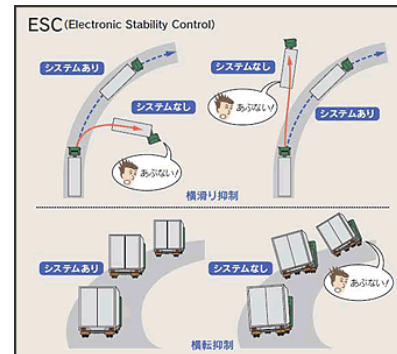 ESC (Electronic Stability Control)
システムあり
システムなし
あぶない!
システムなし
あぶない!
システムあり
横滑り抑制
システムあり
システムなし
あぶない!
横転抑制